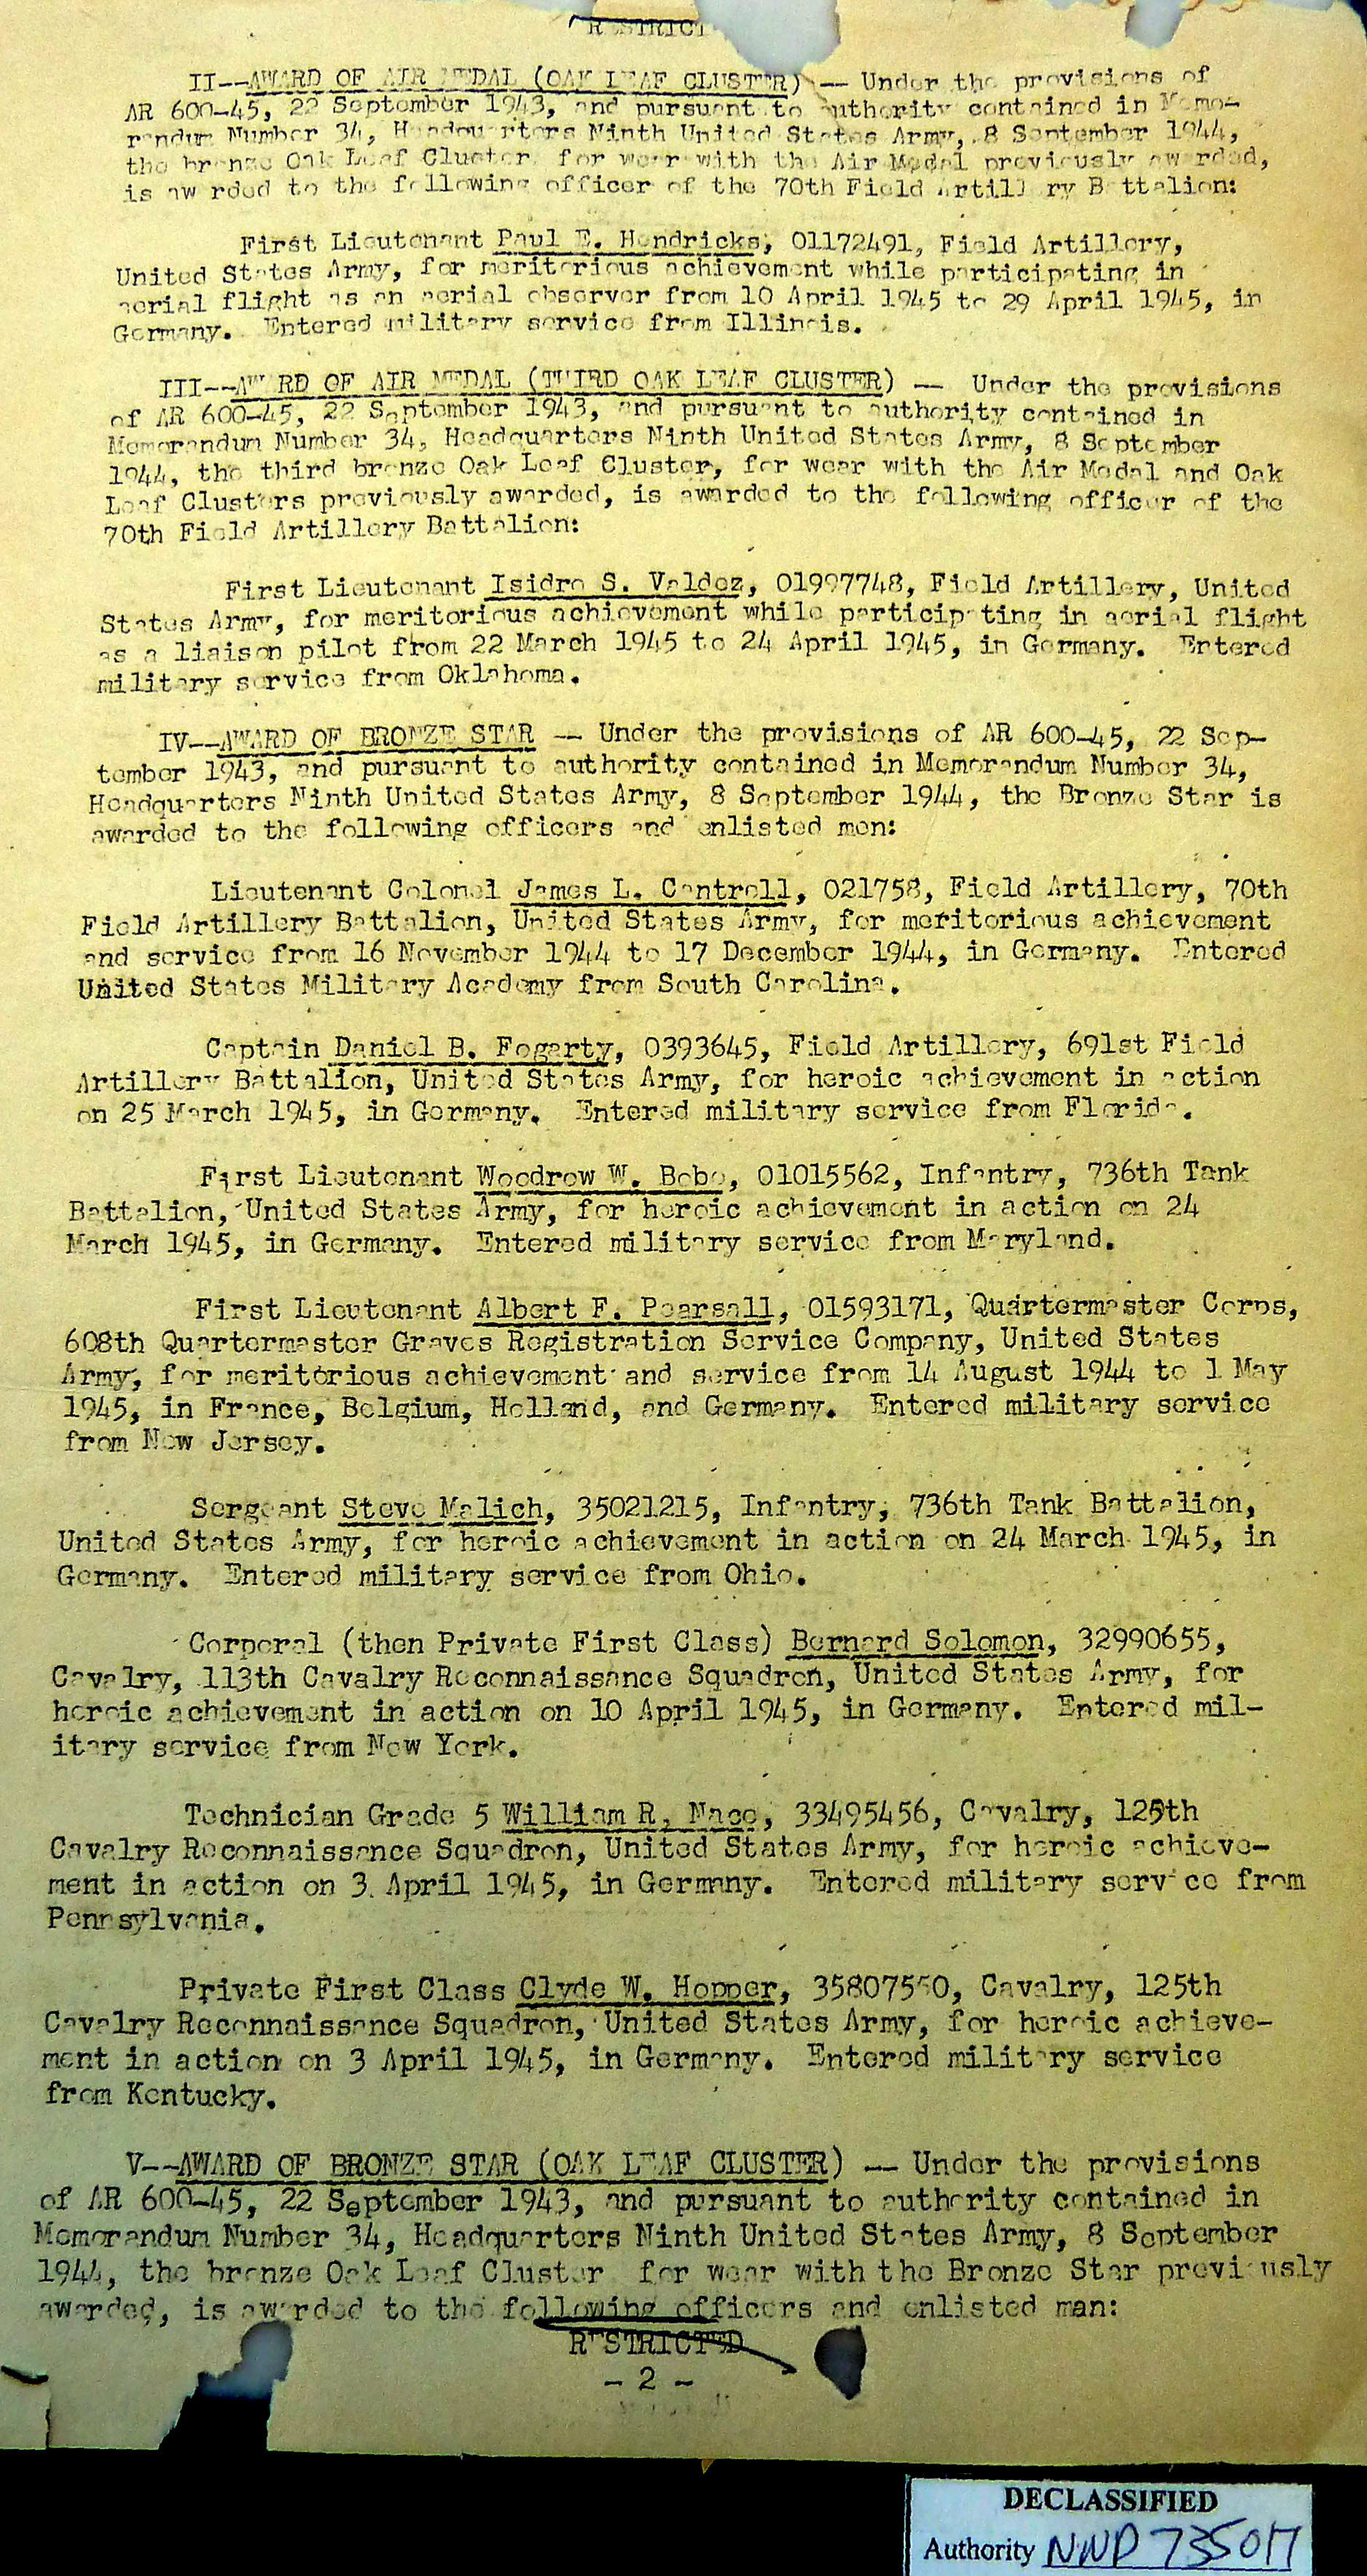 RESTRICT
II--AWARD OF AIR MEDAL (OAK LEAF CLUSTER) -- Under the provisions of
AR 600-45, 22 September 1943, and pursuant to authority contained in Memo-
randum Number 34, Headquarters Ninth United States Army, 8 September 1944,
the bronze Oak Leaf Cluster for wear with the Air Medal previously awarded,
is awarded to the following officer of the 70th Field Artillery Battalion:
First Lieutenant Paul E. Hendricks, 01172491, Field Artillery,
United States Army, for meritorious achievement while participating in
aerial flight as an aerial observer from 10 April 1945 to 29 April 1945, in
Germany. Entered military service from Illinois.
III--AWARD OF AIR MEDAL (THIRD OAK LEAF CLUSTER) -- Under the provisions
of AR 600-45, 22 September 1943, and pursuant to authority contained in
Memorandum Number 34, Headquarters Ninth United States Army, 8 September
1944, the third bronze Oak Leaf Cluster, for wear with the Air Medal and Oak
Leaf Clusters previously awarded, is awarded to the following officer of the
70th Field Artillery Battalion:
First Lieutenant Isidro S. Valdez, 01997748, Field Artillery, United
States Army, for meritorious achievement while participating in aerial flight
as a liaison pilot from 22 March 1945 to 24 April 1945, in Germany. Entered
military service from Oklahoma.
IV--AWARD OF BRONZE STAR -- Under the provisions of AR 600-45, 22 Sep-
tember 1943, and pursuant to authority contained in Memorandum Number 34,
Headquarters Ninth United States Army, 8 September 1944, the Bronze Star is
awarded to the following officers and enlisted men:
Lieutenant Colonel James L. Cantrell, 021758, Field Artillery, 70th
Field Artillery Battalion, United States Army, for meritorious achievement
and service from 16 November 1944 to 17 December 1944, in Germany. Entered
United States Military Academy from South Carolina.
Captain Daniel B. Fogarty, 0393645, Field Artillery, 691st Field
Artillery Battalion, United States Army, for heroic achievement in action
on 25 March 1945, in Germany. Entered military service from Florida.
First Lieutenant Woodrow W. Bobo, 01015562, Infantry, 736th Tank
Battalion, United States Army, for heroic achievement in action on 24
March 1945, in Germany. Entered military service from Maryland.
First Lieutenant Albert F. Pearsall, 01593171, Quartermaster Corps,
608th Quartermaster Graves Registration Service Company, United States
Army, for meritorious achievement and service from 14 August 1944 to 1 May
1945, in France, Belgium, Holland, and Germany. Entered military service
from New Jersey.
Sergeant Steve Malich, 35021215, Infantry, 736th Tank Battalion,
United States Army, for heroic achievement in action on 24 March 1945, in
Germany. Entered military service from Ohio.
Corporal (then Private First Class) Bernard Solomon, 32990655,
Cavalry, 113th Cavalry Reconnaissance Squadron, United States Army, for
heroic achievement in action on 10 April 1945, in Germany. Entered mil-
itary service from New York.
Technician Grade 5 William R. Nace, 33495456, Cavalry, 125th
Cavalry Reconnaissance Squadron, United States Army, for heroic achieve-
ment in action on 3 April 1945, in Germany. Entered military service from
Pennsylvania.
Private First Class Clyde W. Hopper, 35807550, Cavalry, 125th
Cavalry Reconnaissance Squadron, United States Army, for heroic achieve-
ment in action on 3 April 1945, in Germany. Entered military service
from Kentucky.
V--AWARD OF BRONZE STAR (OAK LEAF CLUSTER) -- Under the provisions
of AR 600-45, 22 September 1943, and pursuant to authority contained in
Memorandum Number 34, Headquarters Ninth United States Army, 8 September
1944, the bronze Oak Leaf Cluster for wear with the Bronze Star previously
awarded, is awarded to the following officers and enlisted man:
RESTRICTED
- 2 -
DECLASSIFIED
Authority NND 735017